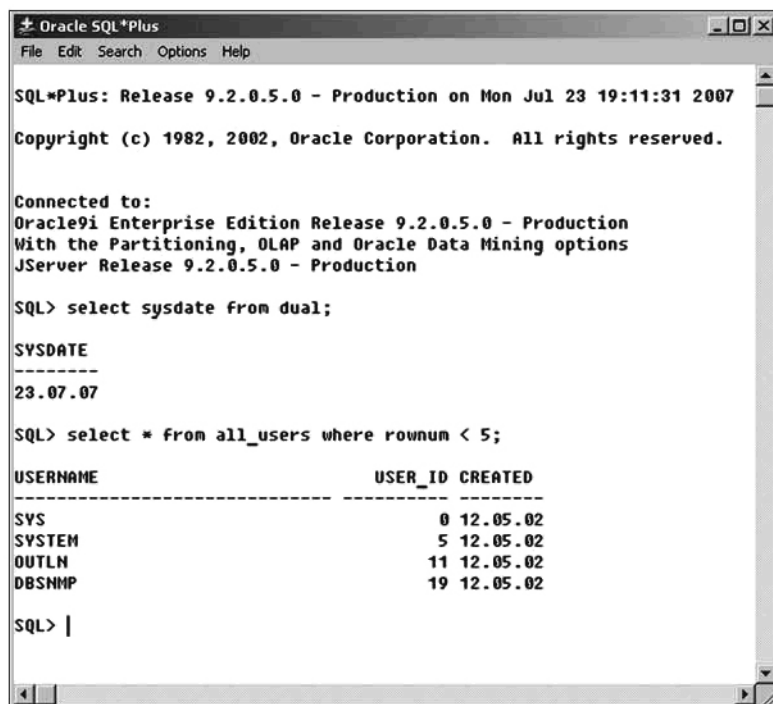 Oracle SQL*Plus
File Edit Search Options Help
SQL*Plus: Release 9.2.0.5.0 - Production on Mon Jul 23 19:11:31 2007
Copyright (c) 1982, 2002, Oracle Corporation.  All rights reserved.
Connected to:
Oracle9i Enterprise Edition Release 9.2.0.5.0 - Production
With the Partitioning, OLAP and Oracle Data Mining options
JServer Release 9.2.0.5.0 - Production
SQL> select sysdate from dual;
SYSDATE
--------
23.07.07
SQL> select * from all_users where rownum < 5;
USERNAME                          USER_ID CREATED
------------------------------ ---------- --------
SYS                                     0 12.05.02
SYSTEM                                  5 12.05.02
OUTLN                                  11 12.05.02
DBSNMP                                 19 12.05.02
SQL>